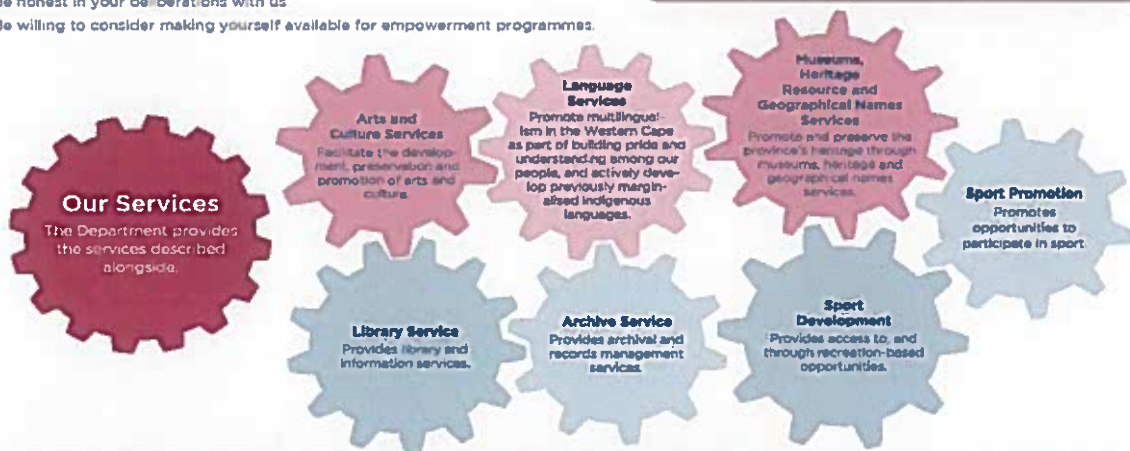 be honest in your deliberations with us
Be willing to consider making yourself available for empowerment programmes.
Our Services
The Department provides
the services described
alongside.
Arts and
Culture Services
Facilitate the develop-
ment, preservation and
promotion of arts and
culture.
Language
Services
Promote multilingual-
ism in the Western Cape
as part of building pride and
understanding among our
people, and actively deve-
lop previously margin-
alised indigenous
languages.
Museums,
Heritage
Resource and
Geographical Names
Services
Promote and preserve the
province's heritage through
museums, heritage and
geographical names
services.
Sport Promotion
Promotes
opportunities to
participate in sport
Library Service
Provides library and
information services.
Archive Service
Provides archival and
records management
services.
Sport
Development
Provides access to, and
through recreation-based
opportunities.